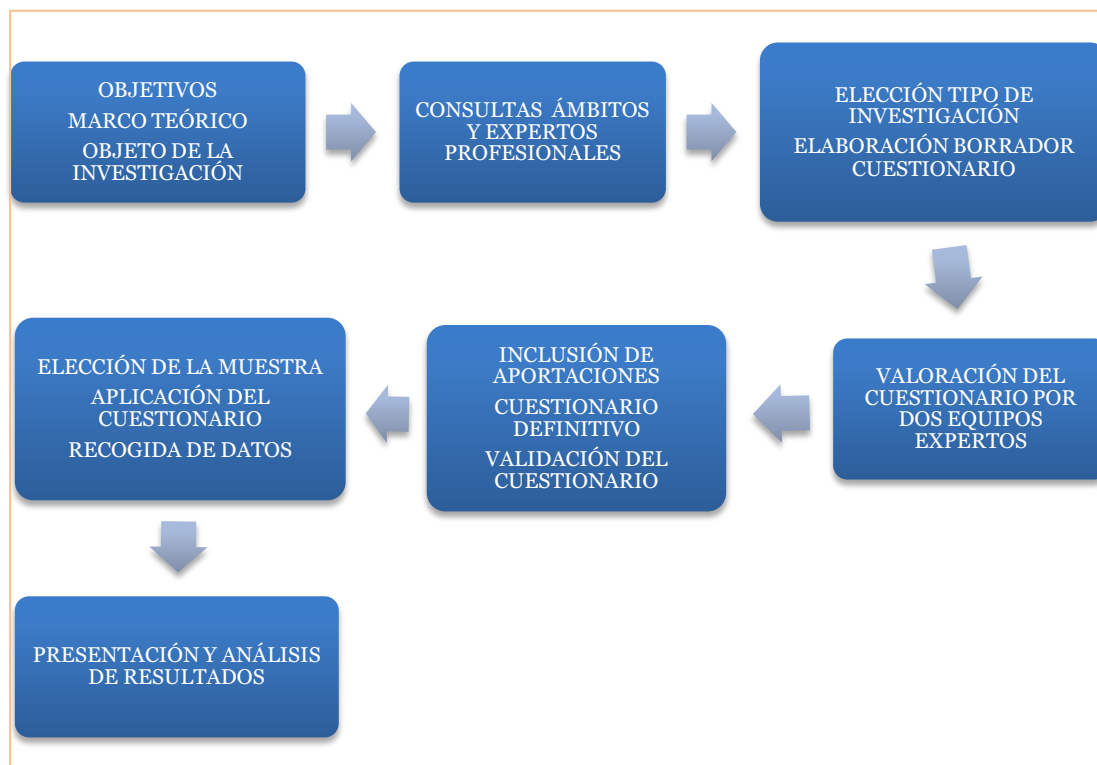 OBJETIVOS
MARCO TEÓRICO
OBJETO DE LA
INVESTIGACIÓN
CONSULTAS ÁMBITOS
Y EXPERTOS
PROFESIONALES
ELECCIÓN TIPO DE
INVESTIGACIÓN
ELABORACIÓN BORRADOR
CUESTIONARIO
VALORACIÓN DEL
CUESTIONARIO POR
DOS EQUIPOS
EXPERTOS
INCLUSIÓN DE
APORTACIONES
CUESTIONARIO
DEFINITIVO
VALIDACIÓN DEL
CUESTIONARIO
ELECCIÓN DE LA MUESTRA
APLICACIÓN DEL
CUESTIONARIO
RECOGIDA DE DATOS
PRESENTACIÓN Y ANÁLISIS
DE RESULTADOS